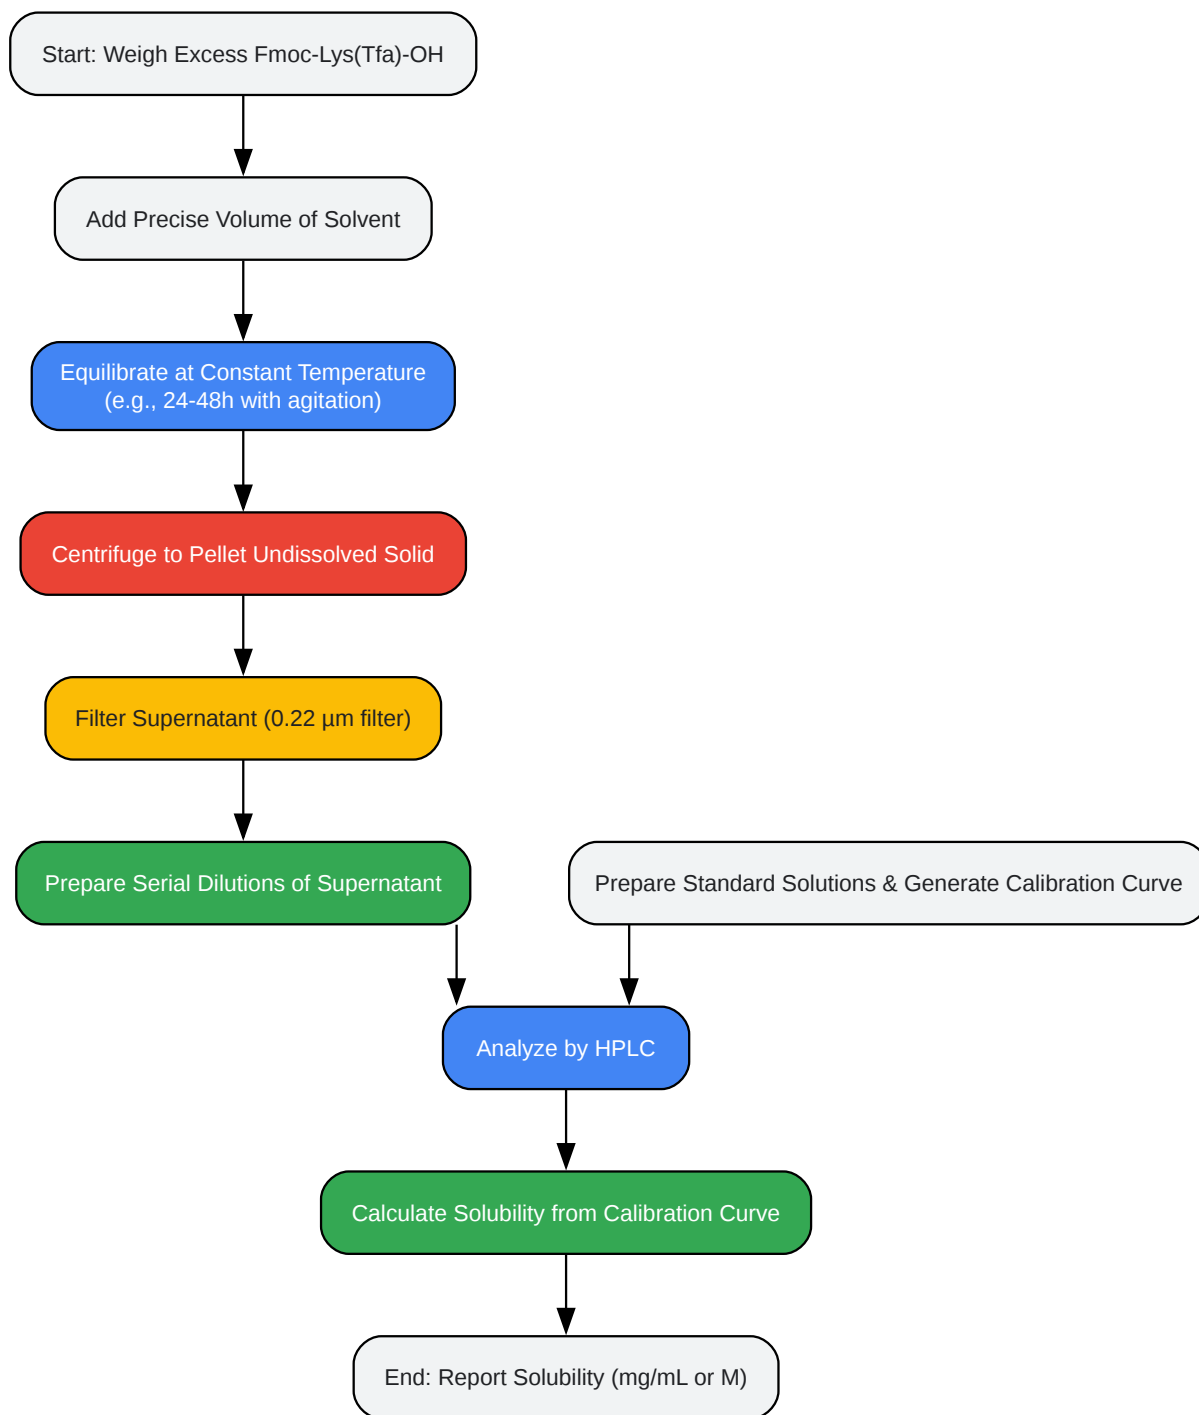 Start: Weigh Excess Fmoc-Lys(Tfa)-OH
Add Precise Volume of Solvent
Equilibrate at Constant Temperature
(e.g., 24-48h with agitation)
Centrifuge to Pellet Undissolved Solid
Filter Supernatant (0.22 µm filter)
Prepare Serial Dilutions of Supernatant
Prepare Standard Solutions & Generate Calibration Curve
Analyze by HPLC
Calculate Solubility from Calibration Curve
End: Report Solubility (mg/mL or M)